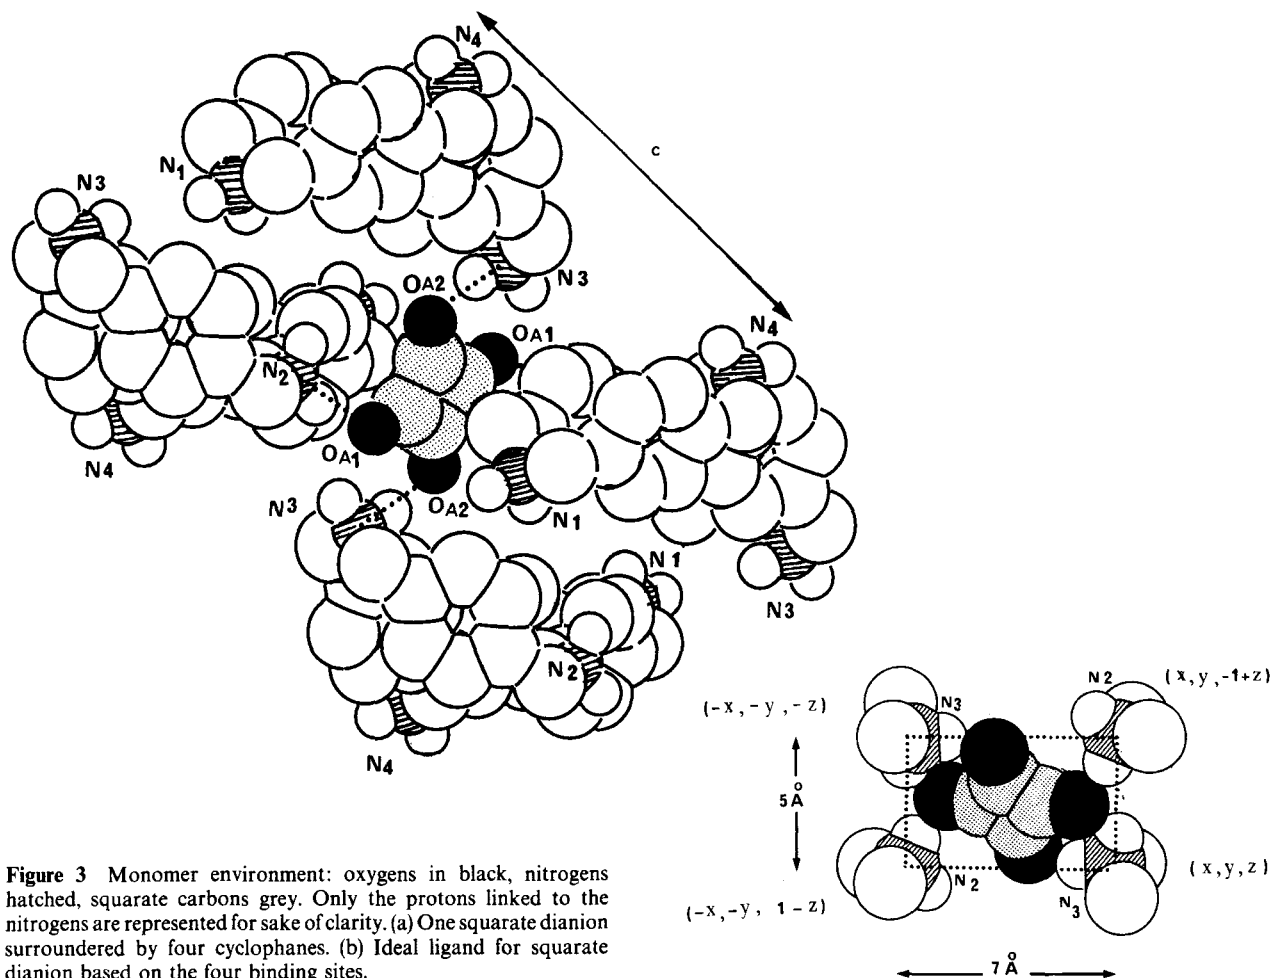 N4
c
N1
N3
OA2
N3
OA1
N4
N2
OA1
N4
N3
OA2
N1
N1
N3
N2
N4
(-x,-y,-z)
N3
N2
(x,y,-1+z)
5Å
N2
N3
(x,y,z)
(-x,-y, 1-z)
7Å
Figure 3 Monomer environment: oxygens in black, nitrogens
hatched, squarate carbons grey. Only the protons linked to the
nitrogens are represented for sake of clarity. (a) One squarate dianion
surroundered by four cyclophanes. (b) Ideal ligand for squarate
dianion based on the four binding sites.